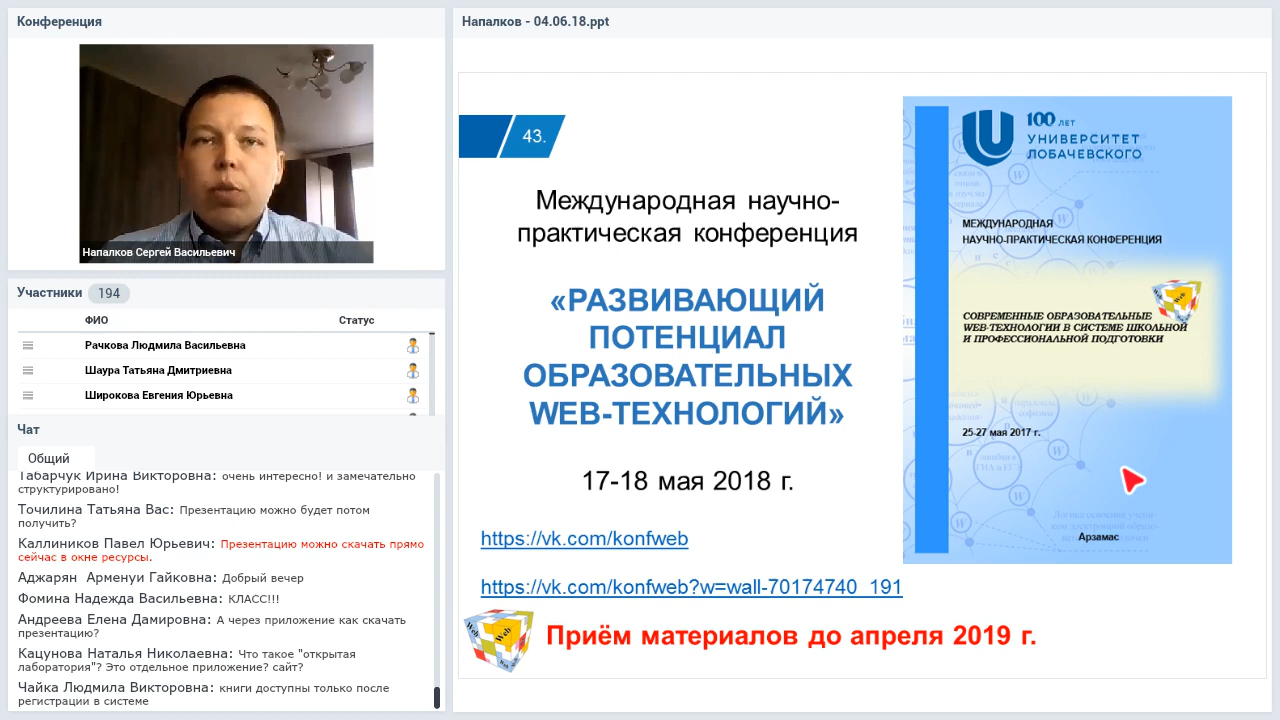 Конференция
Напалков Сергей Васильевич
Участники 194
ФИО Статус
Рачкова Людмила Васильевна
Шаура Татьяна Дмитриевна
Широкова Евгения Юрьевна
Чат
Общий
Табарчук Ирина Викторовна: очень интересно! и замечательно
структурировано!
Точилина Татьяна Вас: Презентацию можно будет потом
получить?
Каллиников Павел Юрьевич: Презентацию можно скачать прямо
сейчас в окне ресурсы.
Аджарян Арменуи Гайковна: Добрый вечер
Фомина Надежда Васильевна: КЛАСС!!!
Андреева Елена Дамировна: А через приложение как скачать
презентацию?
Кацунова Наталья Николаевна: Что такое "открытая
лаборатория"? Это отдельное приложение? сайт?
Чайка Людмила Викторовна: книги доступны только после
регистрации в системе
Напалков - 04.06.18.ppt
43.
Международная научно-
практическая конференция
«РАЗВИВАЮЩИЙ
ПОТЕНЦИАЛ
ОБРАЗОВАТЕЛЬНЫХ
WEB-ТЕХНОЛОГИЙ»
17-18 мая 2018 г.
https://vk.com/konfweb
https://vk.com/konfweb?w=wall-70174740_191
Web
Приём материалов до апреля 2019 г.
100 ЛЕТ
УНИВЕРСИТЕТ
ЛОБАЧЕВСКОГО
МЕЖДУНАРОДНАЯ
НАУЧНО-ПРАКТИЧЕСКАЯ КОНФЕРЕНЦИЯ
Web
СОВРЕМЕННЫЕ ОБРАЗОВАТЕЛЬНЫЕ
WEB-ТЕХНОЛОГИИ В СИСТЕМЕ ШКОЛЬНОЙ
И ПРОФЕССИОНАЛЬНОЙ ПОДГОТОВКИ
25-27 мая 2017 г.
Арзамас